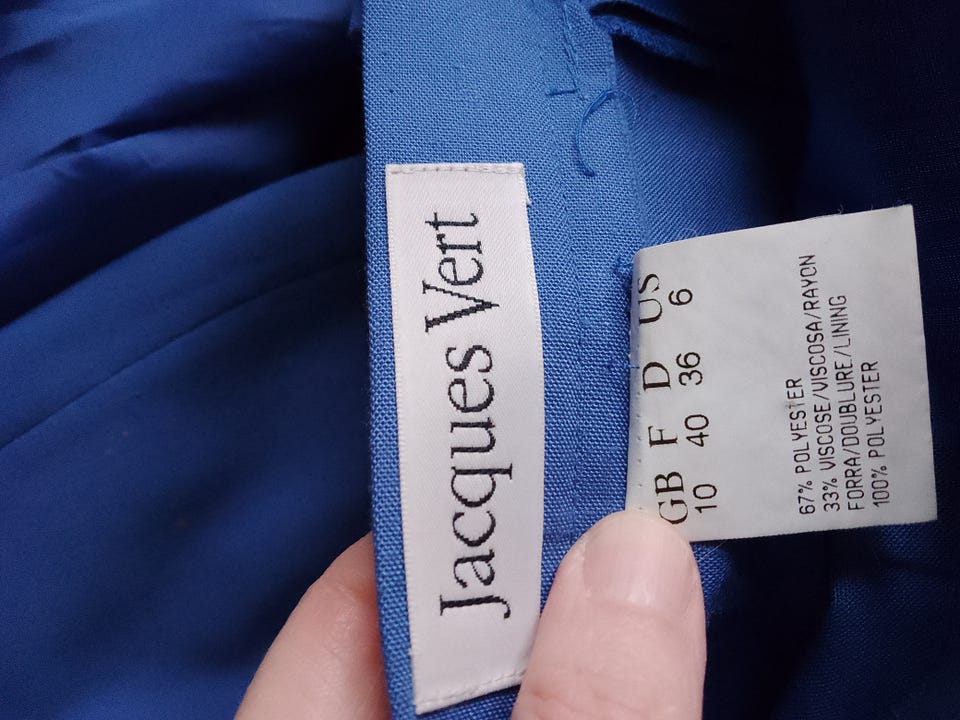 Jacques Vert
GB F D US
10 40 36 6
67% POLYESTER
33% VISCOSE/VISCOSA/RAYON
FORRA/DOUBLURE/LINING
100% POLYESTER